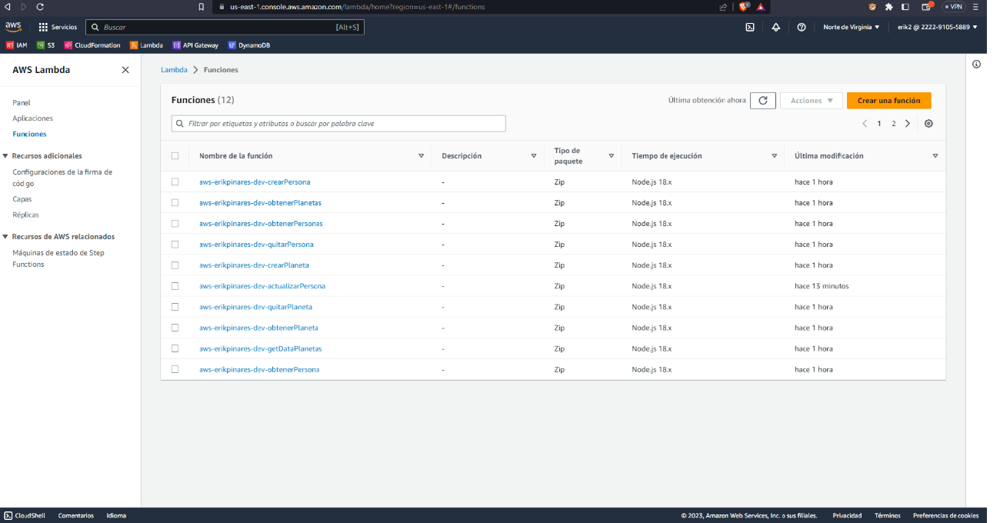 us-east-1.console.aws.amazon.com/lambda/home?region=us-east-1#/functions
VPN
aws
Servicios
Buscar
[Alt+S]
Norte de Virginia
erik2 @ 2222-9105-5889
IAM
S3
CloudFormation
Lambda
API Gateway
DynamoDB
AWS Lambda
Panel
Aplicaciones
Funciones
Recursos adicionales
Configuraciones de la firma de
código
Capas
Réplicas
Recursos de AWS relacionados
Máquinas de estado de Step
Functions
Lambda > Funciones
Funciones (12)
Última obtención ahora
Acciones
Crear una función
Filtrar por etiquetas y atributos o buscar por palabra clave
1 2
Nombre de la función
Descripción
Tipo de
paquete
Tiempo de ejecución
Última modificación
aws-erikpinares-dev-crearPersona - Zip Node.js 18.x hace 1 hora
aws-erikpinares-dev-obtenerPlanetas - Zip Node.js 18.x hace 1 hora
aws-erikpinares-dev-obtenerPersonas - Zip Node.js 18.x hace 1 hora
aws-erikpinares-dev-quitarPersona - Zip Node.js 18.x hace 1 hora
aws-erikpinares-dev-crearPlaneta - Zip Node.js 18.x hace 1 hora
aws-erikpinares-dev-actualizarPersona - Zip Node.js 18.x hace 13 minutos
aws-erikpinares-dev-quitarPlaneta - Zip Node.js 18.x hace 1 hora
aws-erikpinares-dev-obtenerPlaneta - Zip Node.js 18.x hace 1 hora
aws-erikpinares-dev-getDataPlanetas - Zip Node.js 18.x hace 1 hora
aws-erikpinares-dev-obtenerPersona - Zip Node.js 18.x hace 1 hora
CloudShell
Comentarios
Idioma
© 2023, Amazon Web Services, Inc. o sus filiales.
Privacidad
Términos
Preferencias de cookies